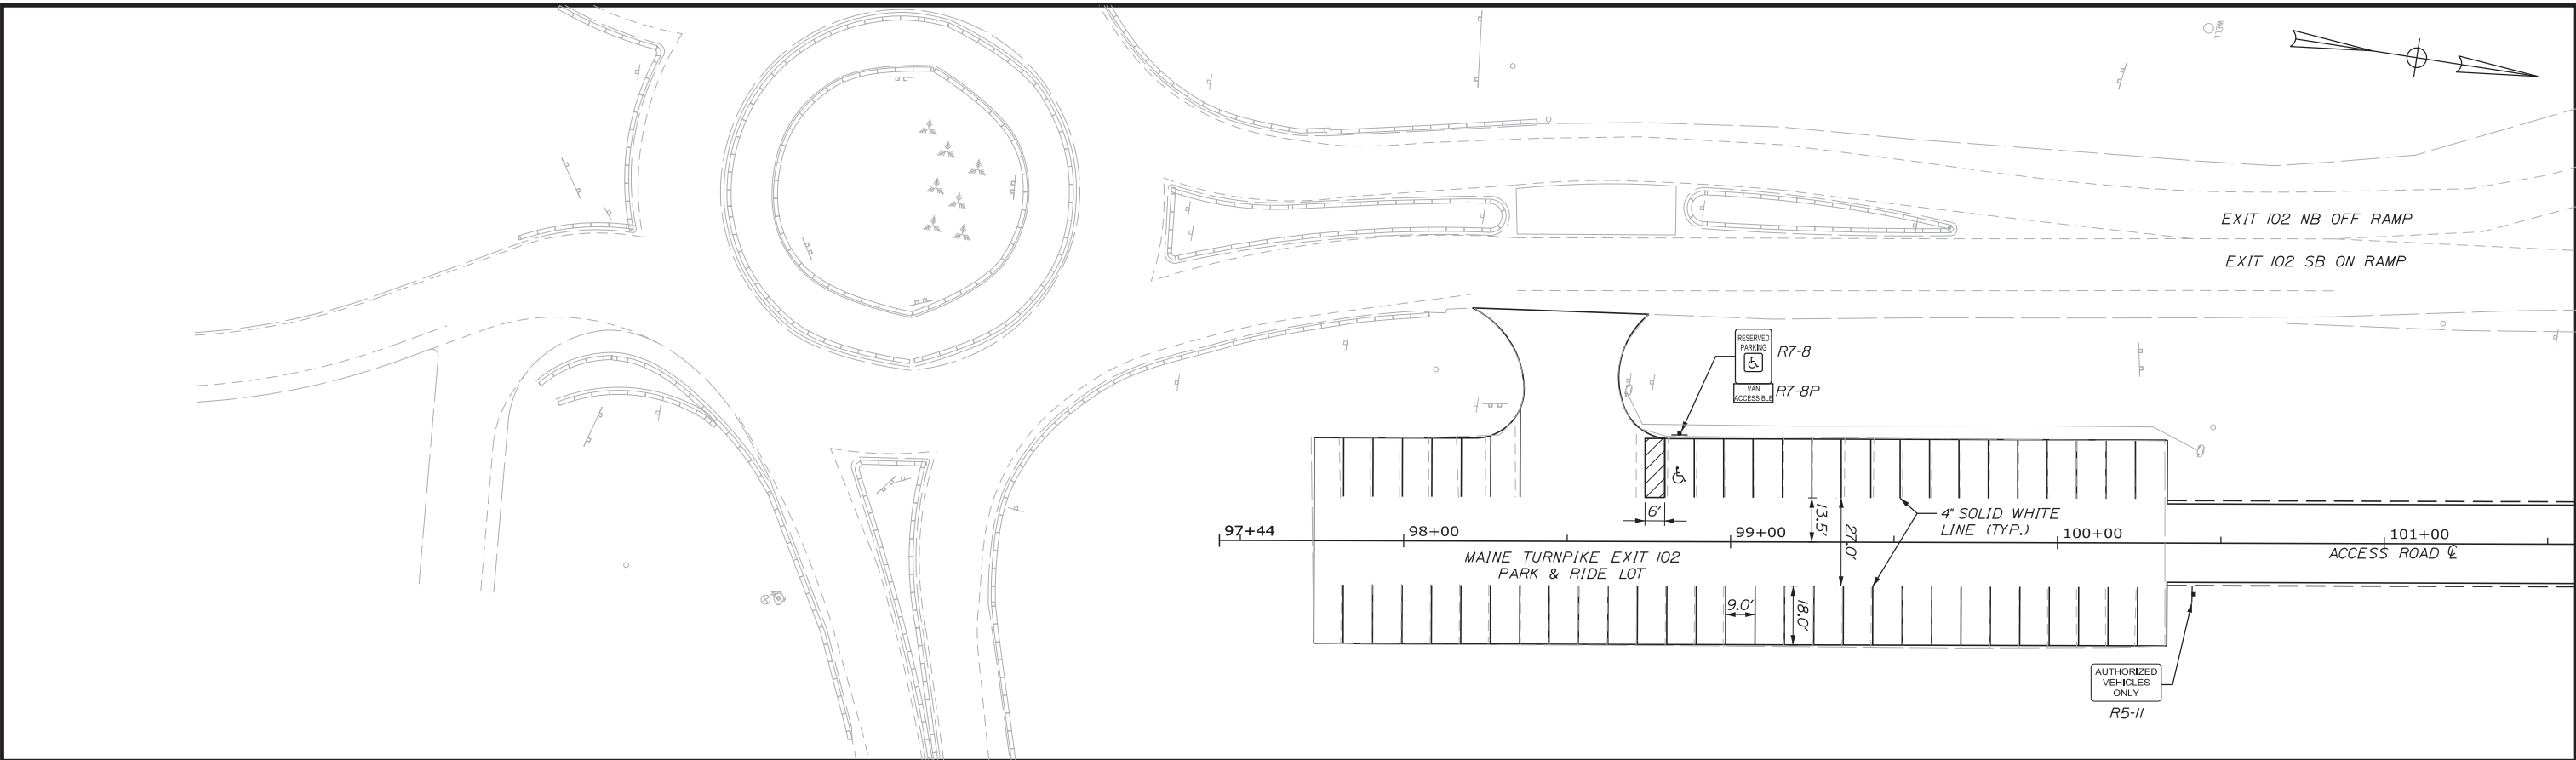 WELL
EXIT 102 NB OFF RAMP
EXIT 102 SB ON RAMP
RESERVED
PARKING
R7-8
VAN
ACCESSIBLE
R7-8P
6'
13.5'
27.0'
4" SOLID WHITE
LINE (TYP.)
97+44
98+00
99+00
100+00
101+00
MAINE TURNPIKE EXIT 102
PARK & RIDE LOT
ACCESS ROAD ℄
9.0'
18.0'
AUTHORIZED
VEHICLES
ONLY
R5-11